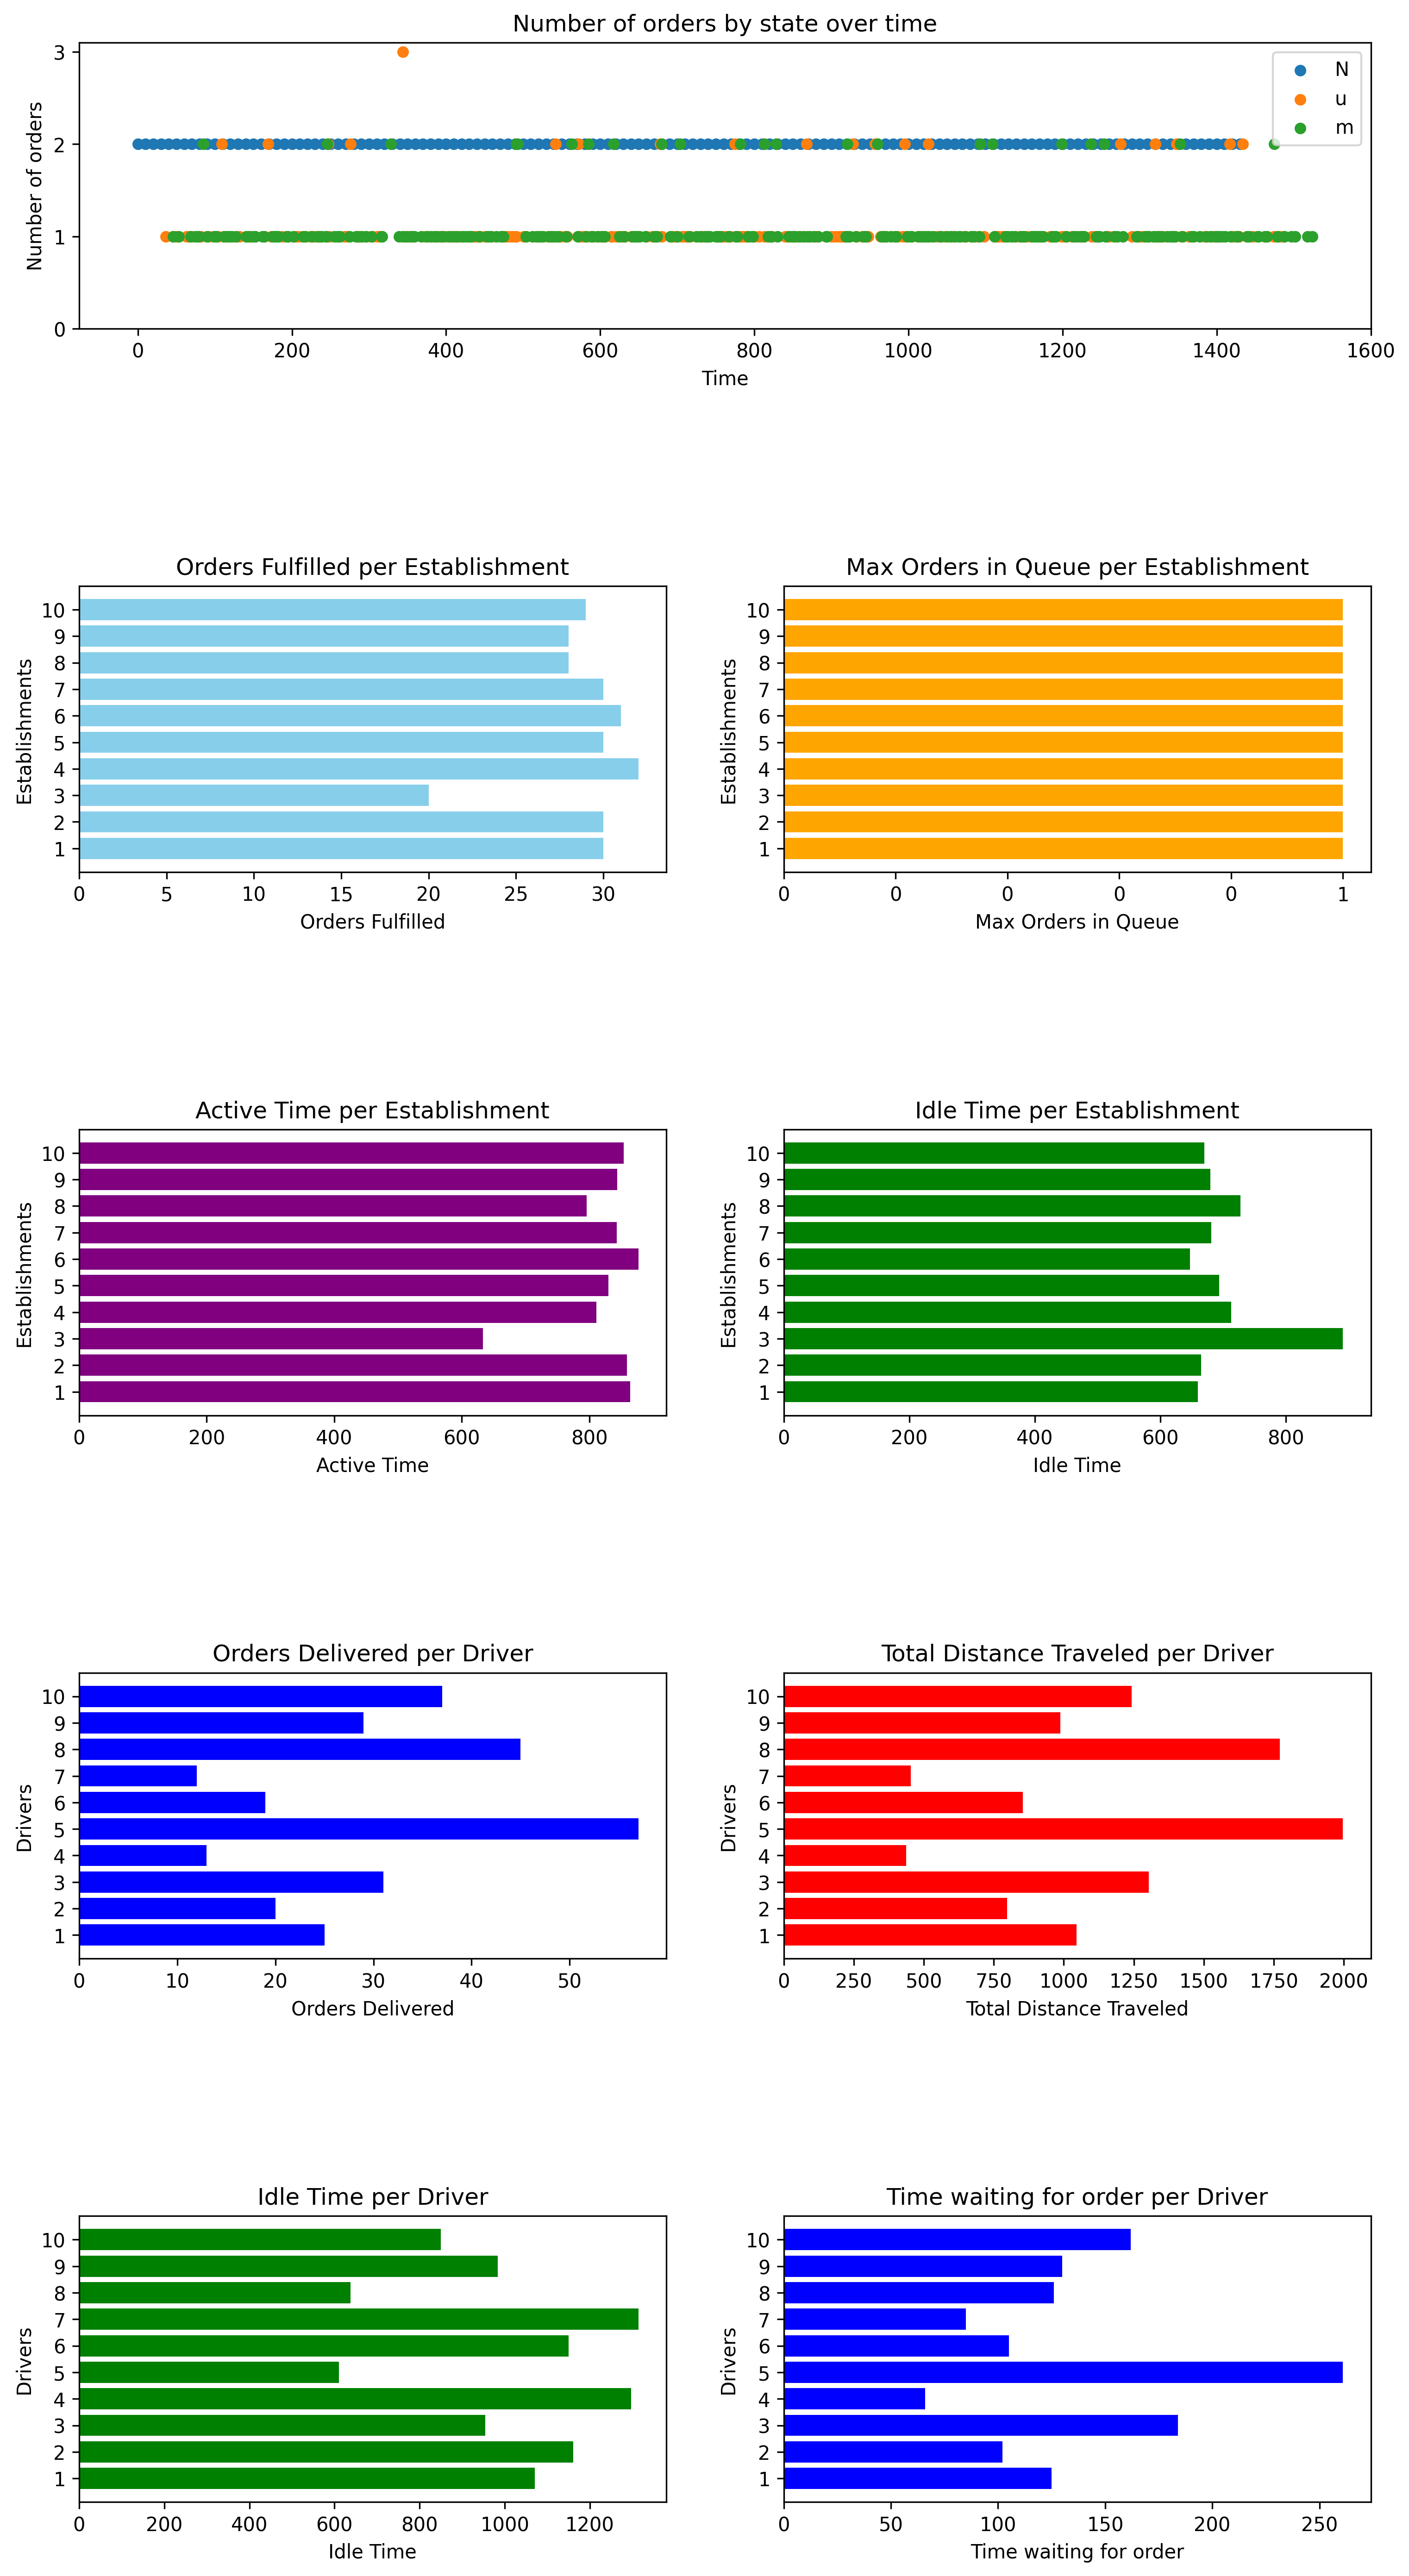 Number of orders by state over time
Number of orders
3
2
1
0
N
u
m
0 200 400 600 800 1000 1200 1400 1600
Time
Orders Fulfilled per Establishment
Establishments
10
9
8
7
6
5
4
3
2
1
0 5 10 15 20 25 30
Orders Fulfilled
Max Orders in Queue per Establishment
Establishments
10
9
8
7
6
5
4
3
2
1
0 0 0 0 0 1
Max Orders in Queue
Active Time per Establishment
Establishments
10
9
8
7
6
5
4
3
2
1
0 200 400 600 800
Active Time
Idle Time per Establishment
Establishments
10
9
8
7
6
5
4
3
2
1
0 200 400 600 800
Idle Time
Orders Delivered per Driver
Drivers
10
9
8
7
6
5
4
3
2
1
0 10 20 30 40 50
Orders Delivered
Total Distance Traveled per Driver
Drivers
10
9
8
7
6
5
4
3
2
1
0 250 500 750 1000 1250 1500 1750 2000
Total Distance Traveled
Idle Time per Driver
Drivers
10
9
8
7
6
5
4
3
2
1
0 200 400 600 800 1000 1200
Idle Time
Time waiting for order per Driver
Drivers
10
9
8
7
6
5
4
3
2
1
0 50 100 150 200 250
Time waiting for order